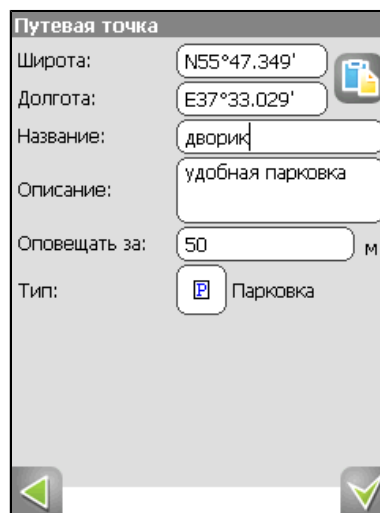 Путевая точка
Широта: N55°47.349'
Долгота: E37°33.029'
Название: дворик
Описание: удобная парковка
Оповещать за: 50 м
Тип: P Парковка